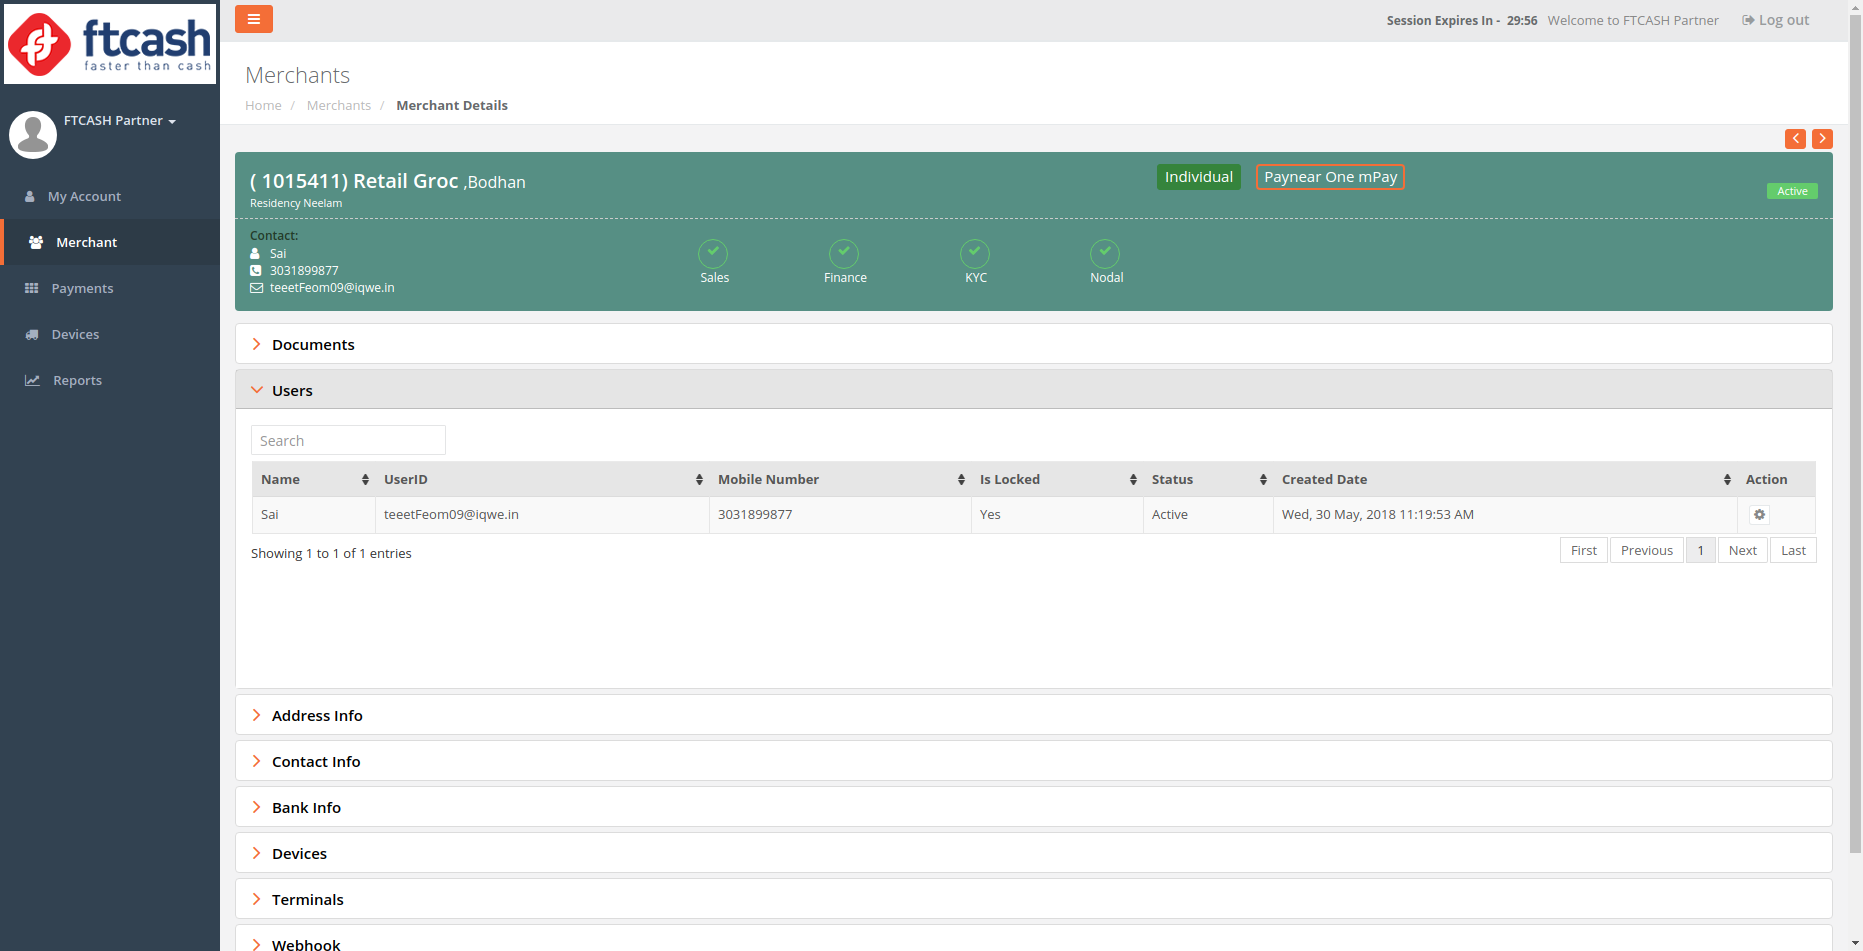 ftcash
faster than cash
Session Expires In - 29:56 Welcome to FTCASH Partner Log out
Merchants
Home / Merchants / Merchant Details
FTCASH Partner
My Account
Merchant
Payments
Devices
Reports
( 1015411) Retail Groc ,Bodhan
Residency Neelam
Individual Paynear One mPay
Active
Contact:
Sai
3031899877
teeetFeom09@iqwe.in
Sales Finance KYC Nodal
Documents
Users
Search
Name UserID Mobile Number Is Locked Status Created Date Action
Sai teeetFeom09@iqwe.in 3031899877 Yes Active Wed, 30 May, 2018 11:19:53 AM
Showing 1 to 1 of 1 entries
First Previous 1 Next Last
Address Info
Contact Info
Bank Info
Devices
Terminals
Webhook